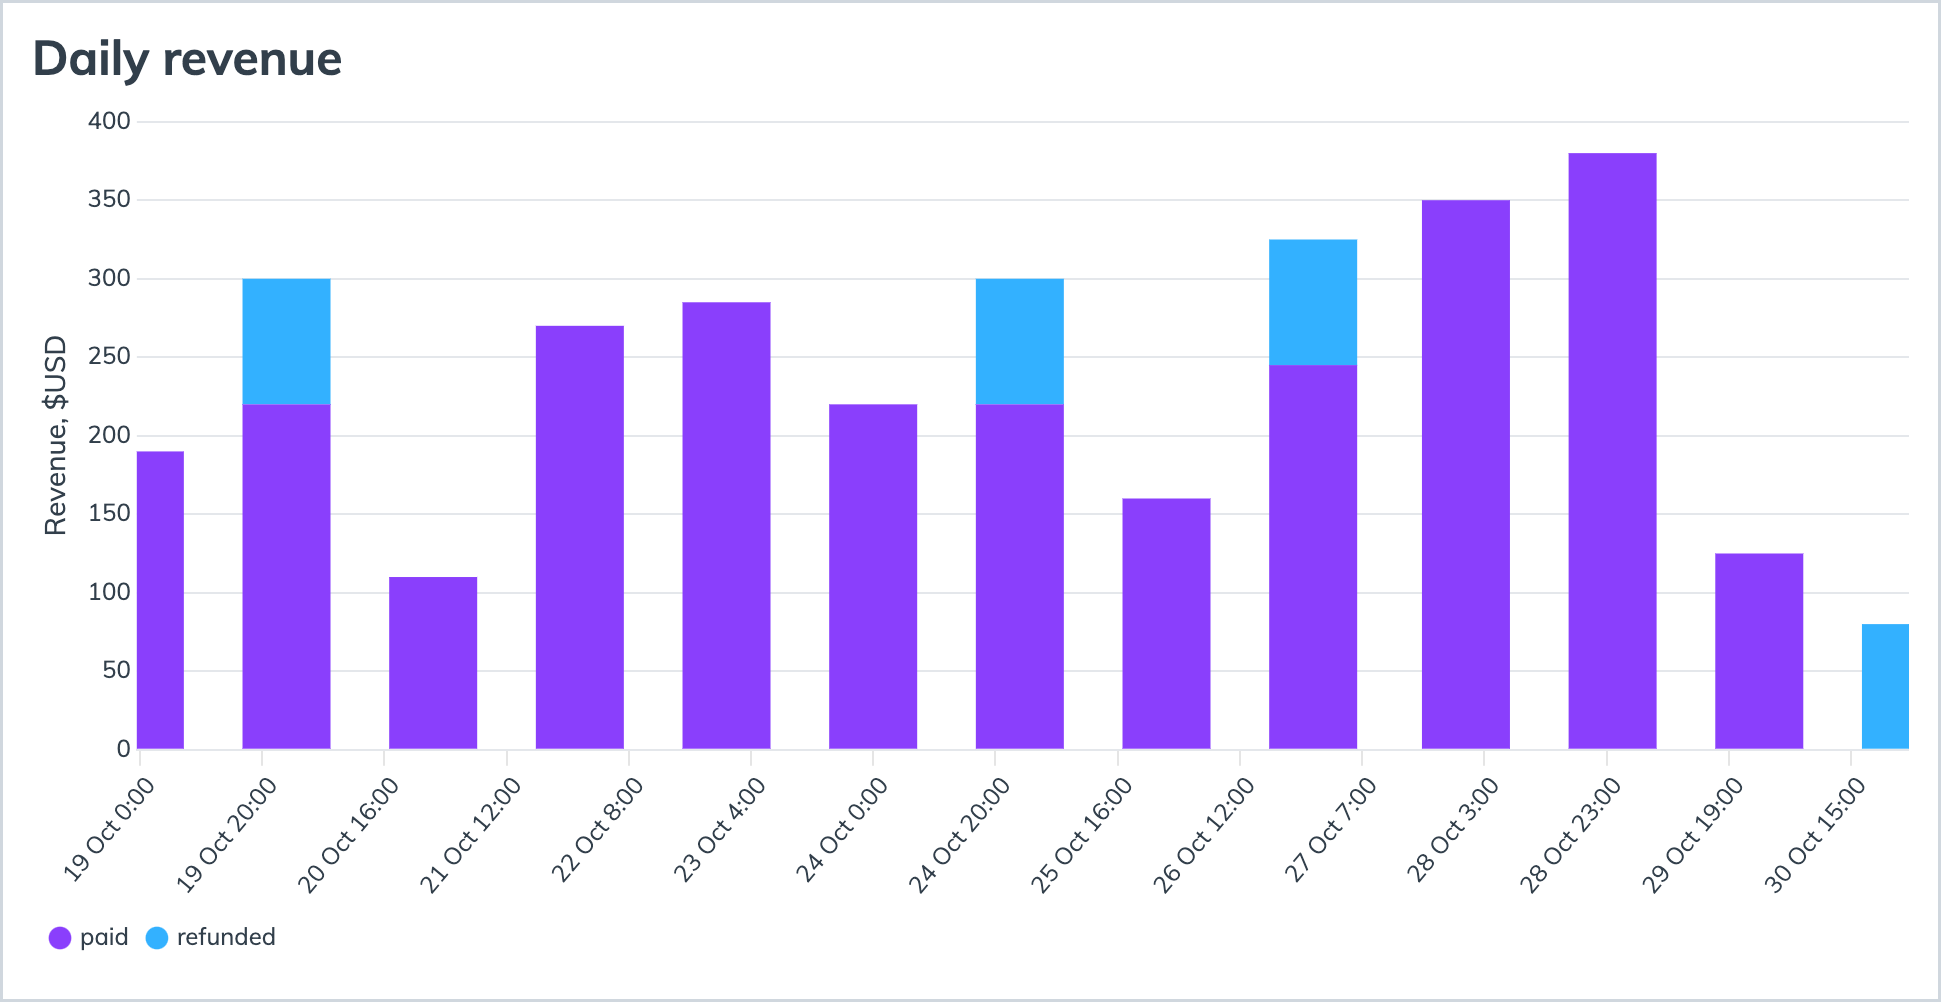 Daily revenue
400
350
300
250
200
150
100
50
0
Revenue, $USD
19 Oct 0:00
19 Oct 20:00
20 Oct 16:00
21 Oct 12:00
22 Oct 8:00
23 Oct 4:00
24 Oct 0:00
24 Oct 20:00
25 Oct 16:00
26 Oct 12:00
27 Oct 7:00
28 Oct 3:00
28 Oct 23:00
29 Oct 19:00
30 Oct 15:00
paid refunded